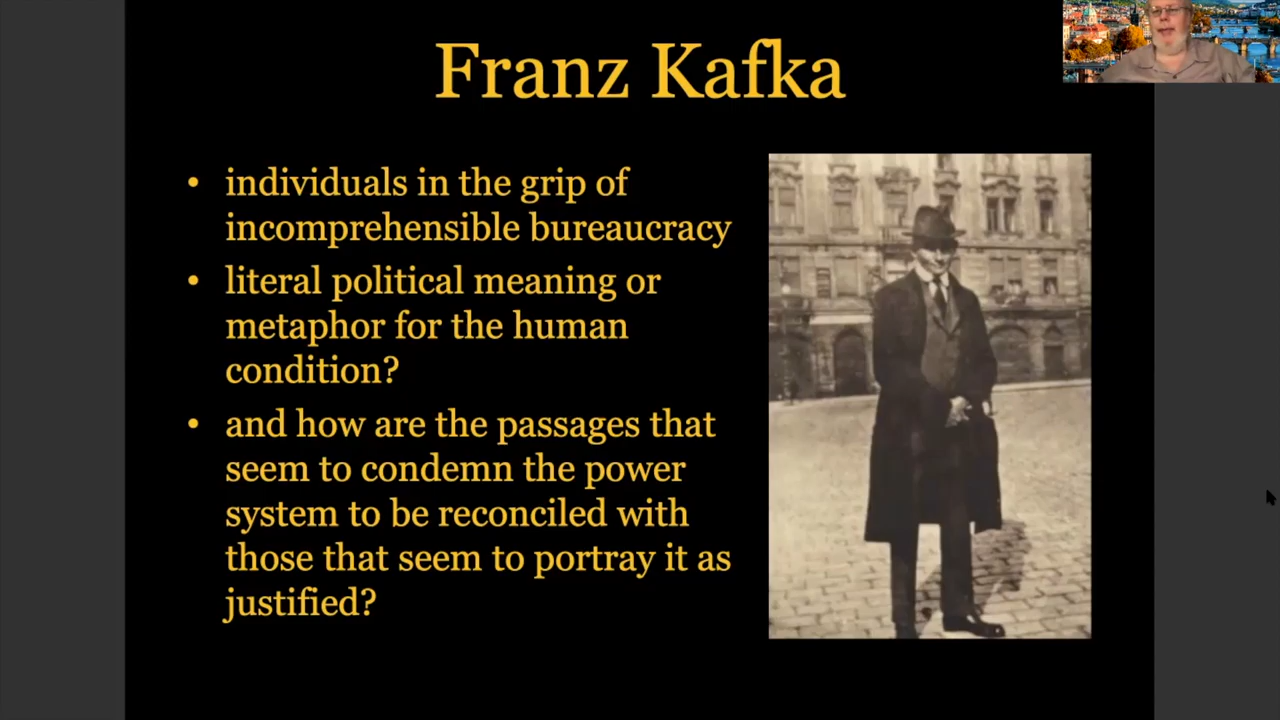 Franz Kafka
• individuals in the grip of
incomprehensible bureaucracy
• literal political meaning or
metaphor for the human
condition?
• and how are the passages that
seem to condemn the power
system to be reconciled with
those that seem to portray it as
justified?